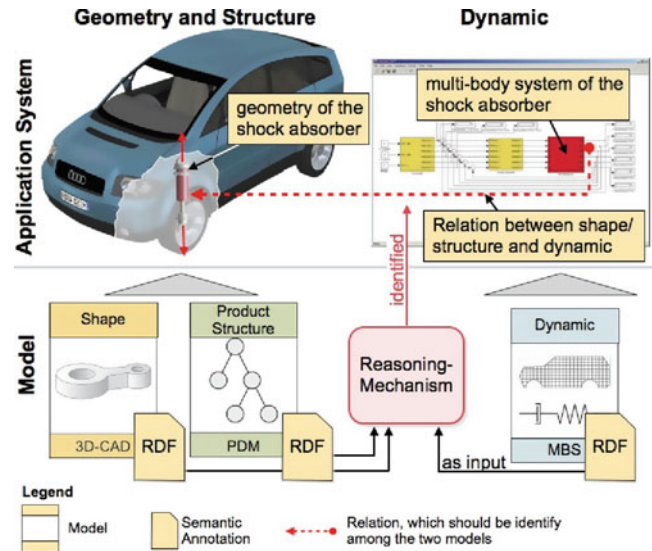 Geometry and Structure
Dynamic
Application System
geometry of the
shock absorber
multi-body system of the
shock absorber
Relation between shape/
structure and dynamic
identified
Model
Shape
3D-CAD
RDF
Product
Structure
PDM
RDF
Reasoning-
Mechanism
as input
Dynamic
MBS
RDF
Legend
Model
Semantic
Annotation
Relation, which should be identify
among the two models